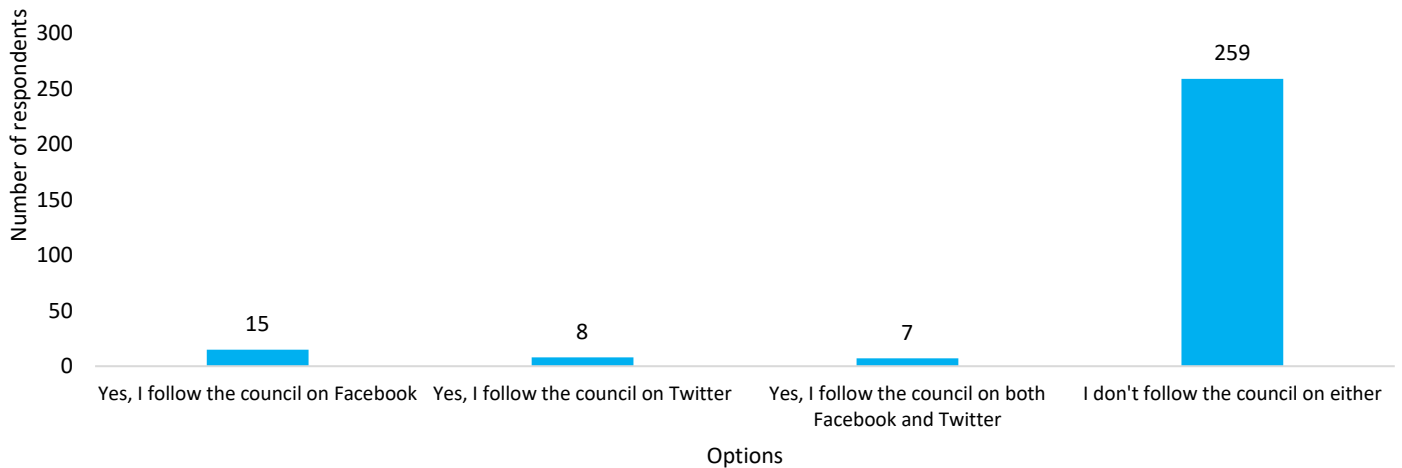 Number of respondents
300
250
200
150
100
50
0
15
8
7
259
Yes, I follow the council on Facebook
Yes, I follow the council on Twitter
Yes, I follow the council on both
Facebook and Twitter
I don't follow the council on either
Options